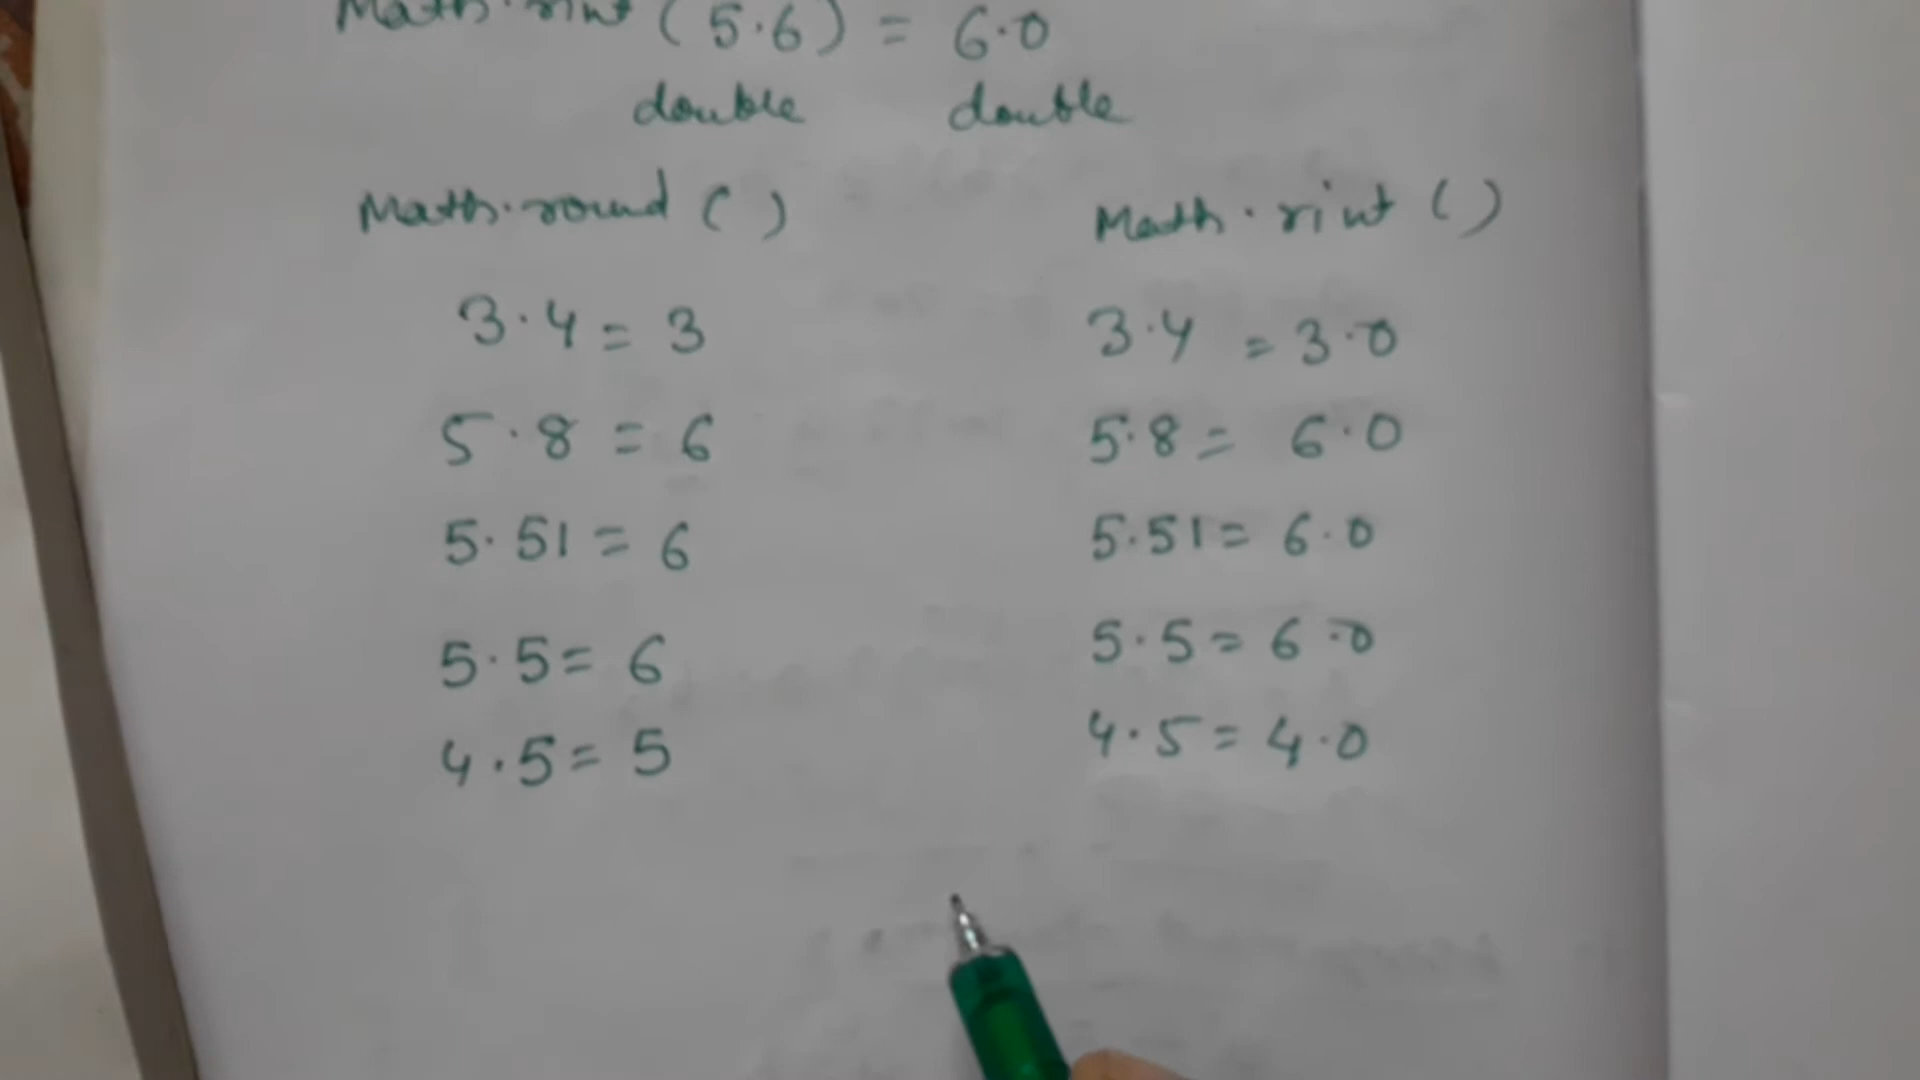 Math.rint (5.6) = 6.0
double double
Math.round ( ) Math.rint ( )
3.4 = 3 3.4 = 3.0
5.8 = 6 5.8 = 6.0
5.51 = 6 5.51 = 6.0
5.5 = 6 5.5 = 6.0
4.5 = 5 4.5 = 4.0